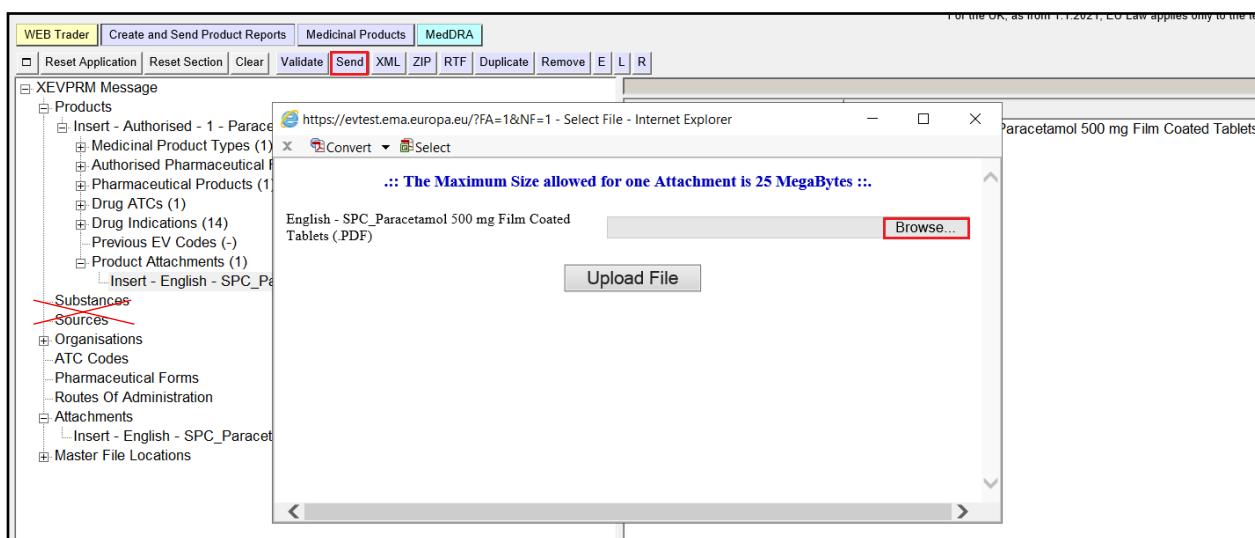 For the UK, as from 1.1.2021, EU Law applies only to the te
WEB Trader Create and Send Product Reports Medicinal Products MedDRA
Reset Application Reset Section Clear Validate Send XML ZIP RTF Duplicate Remove E L R
XEVPRM Message
Products
Insert - Authorised - 1 - Parace
Medicinal Product Types (1)
Authorised Pharmaceutical F
Pharmaceutical Products (1
Drug ATCs (1)
Drug Indications (14)
Previous EV Codes (-)
Product Attachments (1)
Insert - English - SPC_Pa
Substances
Sources
Organisations
ATC Codes
Pharmaceutical Forms
Routes Of Administration
Attachments
Insert - English - SPC_Paracet
Master File Locations
https://evtest.ema.europa.eu/?FA=1&NF=1 - Select File - Internet Explorer
x Convert Select
.:: The Maximum Size allowed for one Attachment is 25 MegaBytes ::.
English - SPC_Paracetamol 500 mg Film Coated
Tablets (.PDF)
Browse...
Upload File
Paracetamol 500 mg Film Coated Tablets